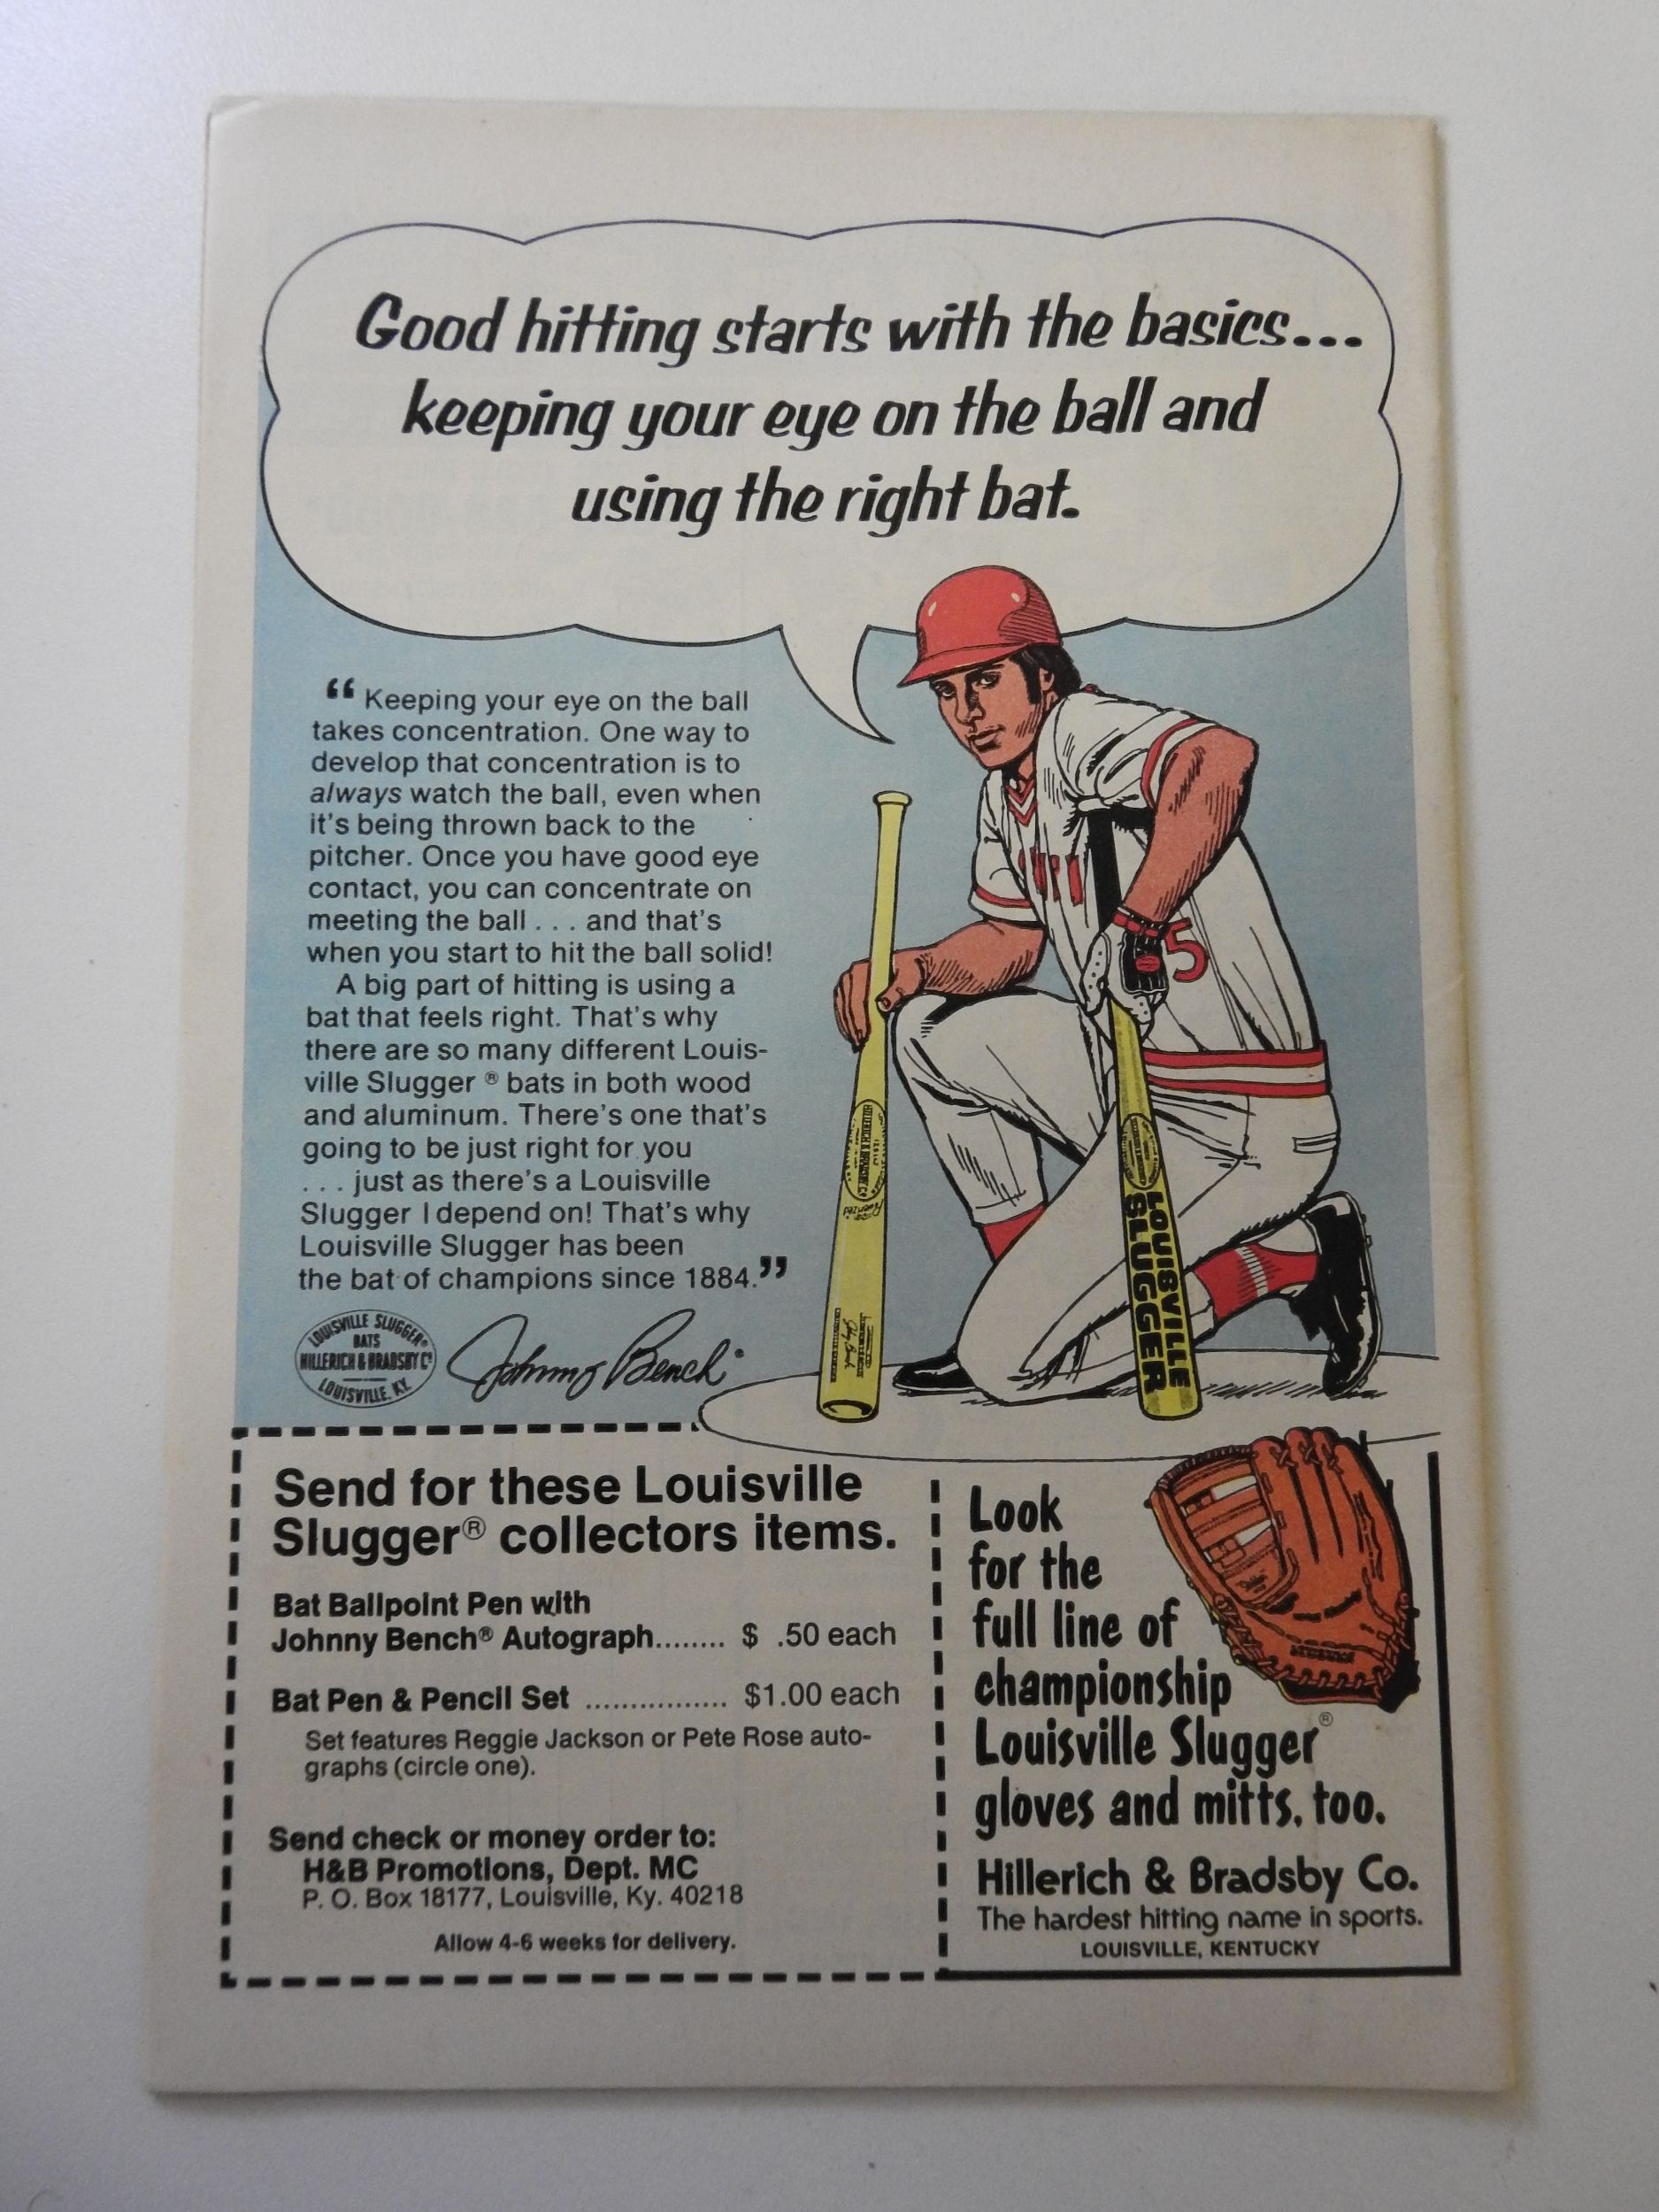 Good hitting starts with the basics...
keeping your eye on the ball and
using the right bat.
“ Keeping your eye on the ball
takes concentration. One way to
develop that concentration is to
always watch the ball, even when
it's being thrown back to the
pitcher. Once you have good eye
contact, you can concentrate on
meeting the ball . . . and that's
when you start to hit the ball solid!
A big part of hitting is using a
bat that feels right. That's why
there are so many different Louis-
ville Slugger ® bats in both wood
and aluminum. There's one that's
going to be just right for you
. . . just as there's a Louisville
Slugger I depend on! That's why
Louisville Slugger has been
the bat of champions since 1884.”
LOUISVILLE SLUGGER®
BATS
HILLERICH & BRADSBY Co
LOUISVILLE, KY.
Johnny Bench®
5
HILLERICH & BRADSBY Co
LOUISVILLE
SLUGGER
Send for these Louisville
Slugger® collectors items.
Bat Ballpoint Pen with
Johnny Bench® Autograph........ $ .50 each
Bat Pen & Pencil Set ................ $1.00 each
Set features Reggie Jackson or Pete Rose auto-
graphs (circle one).
Send check or money order to:
H&B Promotions, Dept. MC
P. O. Box 18177, Louisville, Ky. 40218
Allow 4-6 weeks for delivery.
Look
for the
full line of
championship
Louisville Slugger®
gloves and mitts, too.
Hillerich & Bradsby Co.
The hardest hitting name in sports.
LOUISVILLE, KENTUCKY